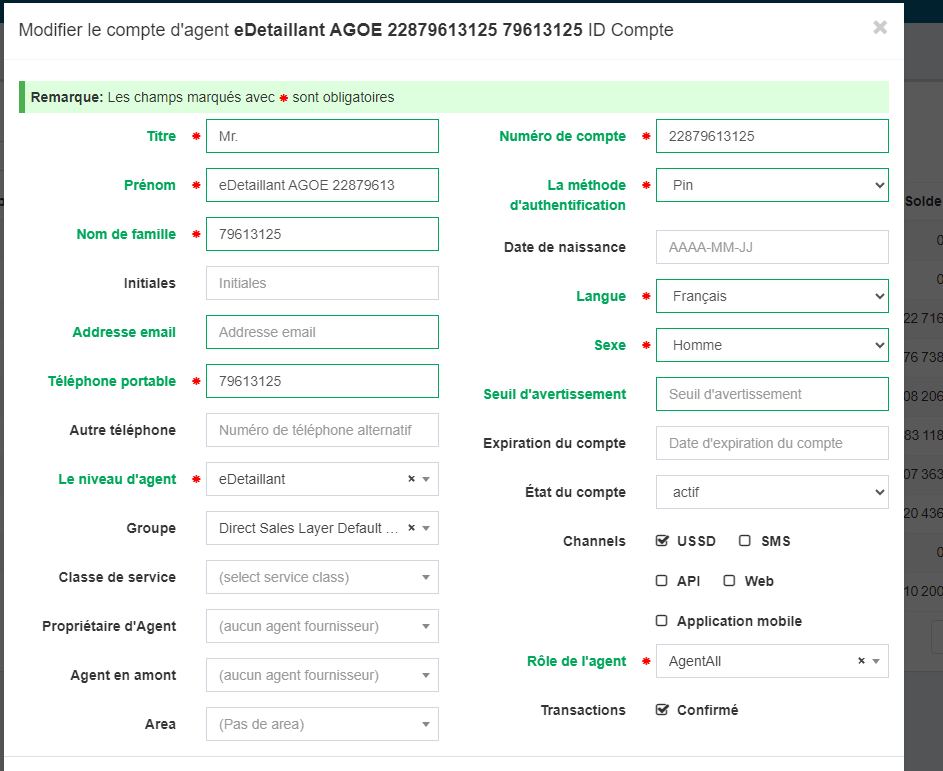 Modifier le compte d'agent eDetaillant AGOE 22879613125 79613125 ID Compte
×
Remarque: Les champs marqués avec * sont obligatoires
Titre * Mr.
Numéro de compte * 22879613125
Prénom * eDetaillant AGOE 22879613
La méthode d'authentification * Pin
Nom de famille * 79613125
Date de naissance AAAA-MM-JJ
Initiales Initiales
Langue * Français
Addresse email Addresse email
Sexe * Homme
Téléphone portable * 79613125
Seuil d'avertissement Seuil d'avertissement
Autre téléphone Numéro de téléphone alternatif
Expiration du compte Date d'expiration du compte
Le niveau d'agent * eDetaillant ×
État du compte actif
Groupe Direct Sales Layer Default ... ×
Channels USSD SMS
Classe de service (select service class)
API Web
Propriétaire d'Agent (aucun agent fournisseur)
Application mobile
Agent en amont (aucun agent fournisseur)
Rôle de l'agent * AgentAll ×
Area (Pas de area)
Transactions Confirmé
Solde
0
0
22 716
76 738
08 206
83 118
07 363
20 436
0
10 200